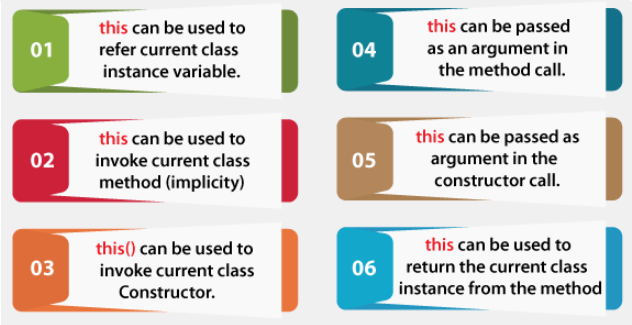 01
this can be used to
refer current class
instance variable.
02
this can be used to
invoke current class
method (implicity)
03
this() can be used to
invoke current class
Constructor.
04
this can be passed
as an argument in
the method call.
05
this can be passed as
argument in the
constructor call.
06
this can be used to
return the current class
instance from the method